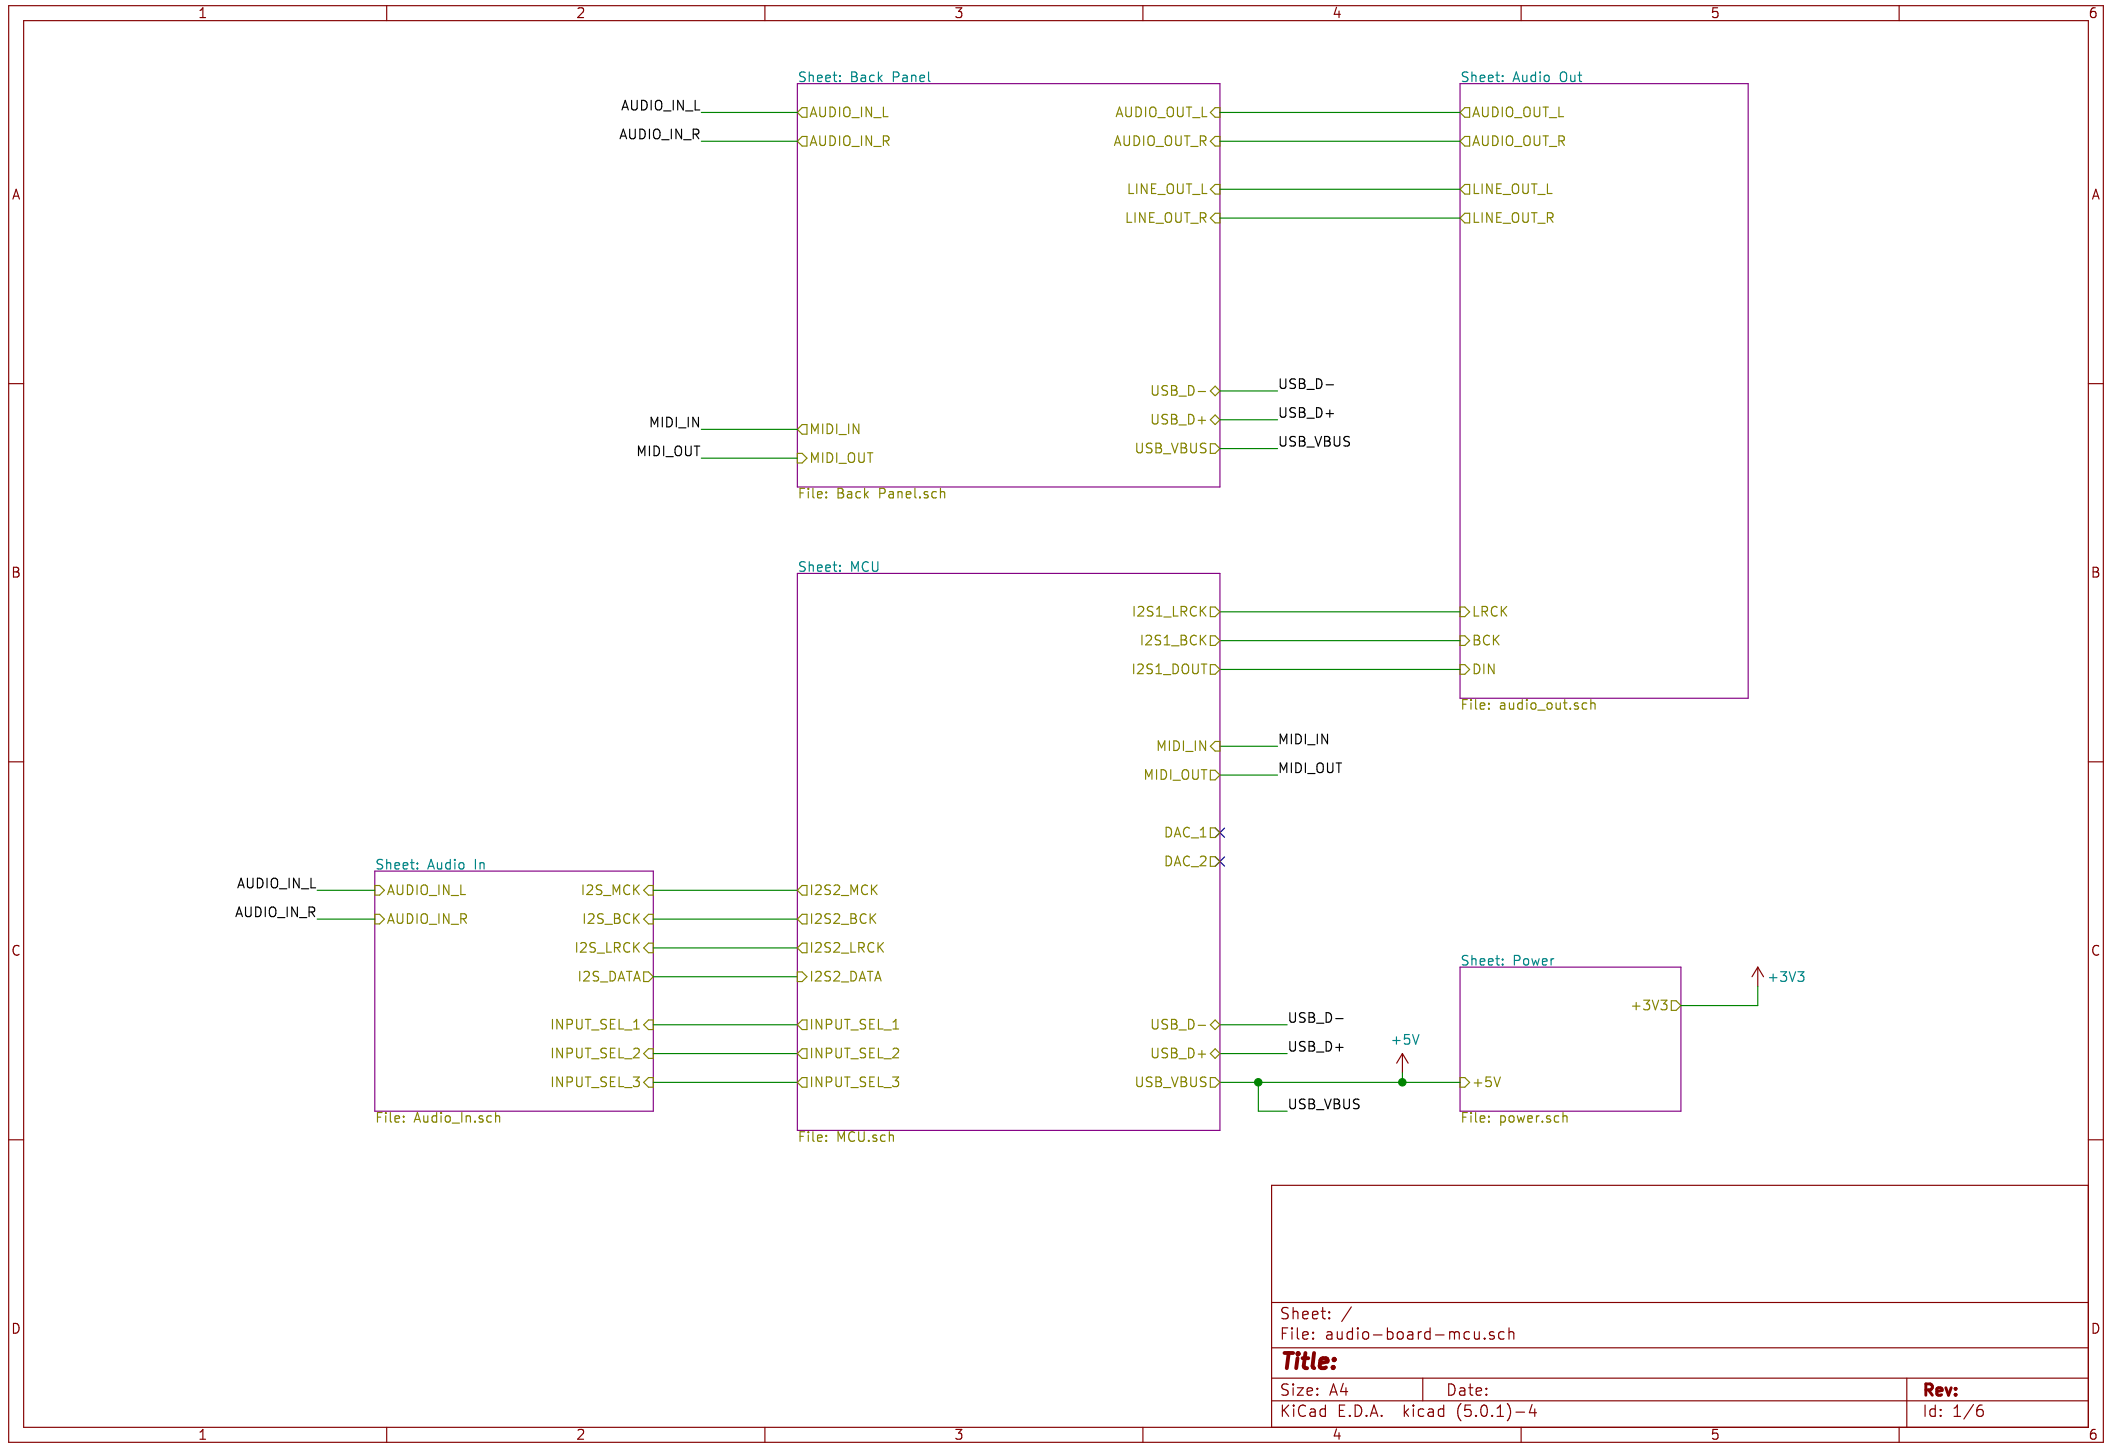 1 2 3 4 5 6
Sheet: Back Panel
AUDIO_IN_L
AUDIO_IN_R
AUDIO_IN_L
AUDIO_IN_R
AUDIO_OUT_L
AUDIO_OUT_R
LINE_OUT_L
LINE_OUT_R
USB_D-
USB_D+
USB_VBUS
USB_D-
USB_D+
USB_VBUS
MIDI_IN
MIDI_OUT
MIDI_IN
MIDI_OUT
File: Back Panel.sch
Sheet: Audio Out
AUDIO_OUT_L
AUDIO_OUT_R
LINE_OUT_L
LINE_OUT_R
LRCK
BCK
DIN
File: audio_out.sch
Sheet: MCU
I2S1_LRCK
I2S1_BCK
I2S1_DOUT
MIDI_IN
MIDI_OUT
MIDI_IN
MIDI_OUT
DAC_1
DAC_2
I2S2_MCK
I2S2_BCK
I2S2_LRCK
I2S2_DATA
INPUT_SEL_1
INPUT_SEL_2
INPUT_SEL_3
USB_D-
USB_D+
USB_VBUS
USB_D-
USB_D+
USB_VBUS
File: MCU.sch
Sheet: Audio In
AUDIO_IN_L
AUDIO_IN_R
AUDIO_IN_L
AUDIO_IN_R
I2S_MCK
I2S_BCK
I2S_LRCK
I2S_DATA
INPUT_SEL_1
INPUT_SEL_2
INPUT_SEL_3
File: Audio_In.sch
Sheet: Power
+3V3
+3V3
+5V
+5V
File: power.sch
A
B
C
D
A
B
C
D
Sheet: /
File: audio-board-mcu.sch
Title:
Size: A4 Date: Rev:
KiCad E.D.A. kicad (5.0.1)-4 Id: 1/6
1 2 3 4 5 6